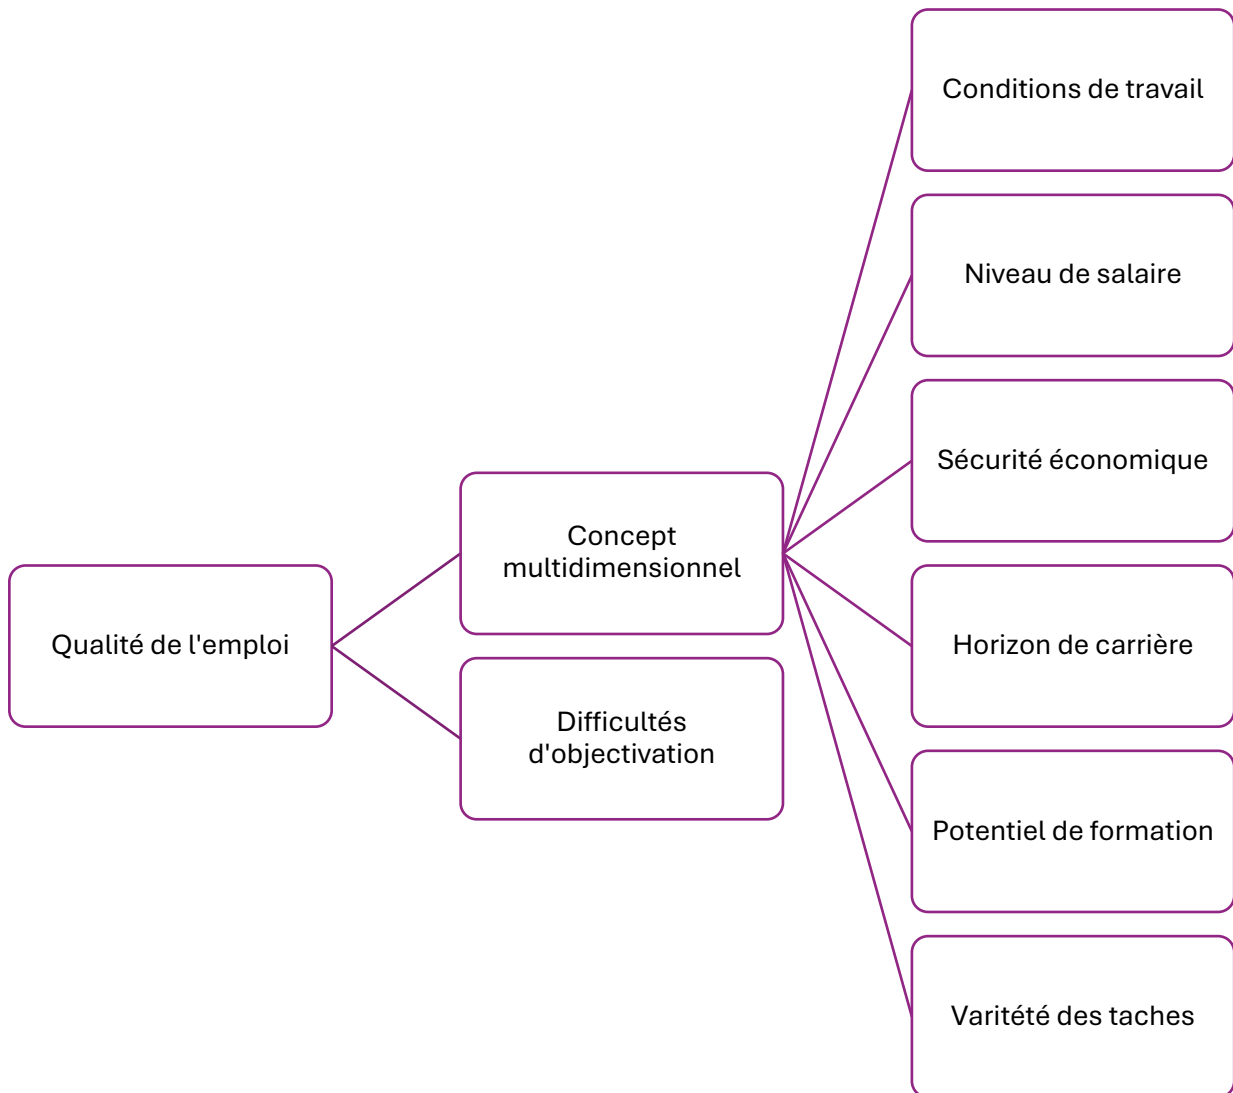 Qualité de l'emploi
Concept
multidimensionnel
Difficultés
d'objectivation
Conditions de travail
Niveau de salaire
Sécurité économique
Horizon de carrière
Potentiel de formation
Varitété des taches